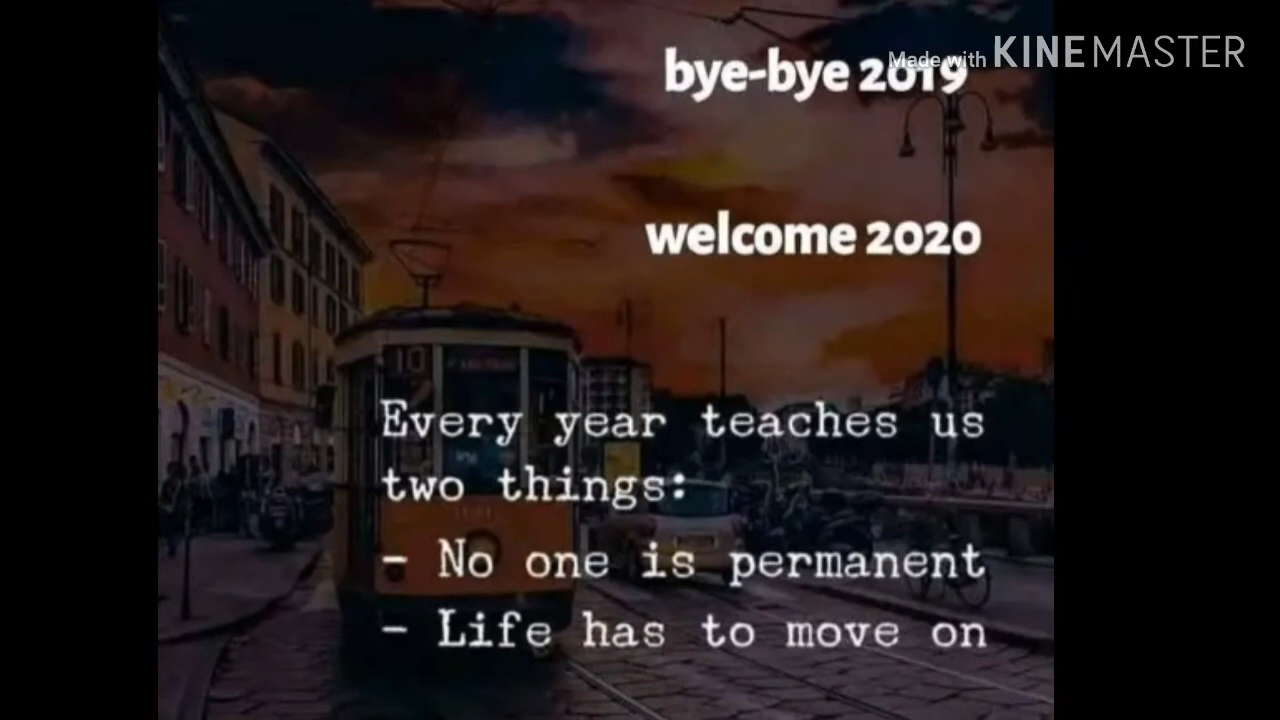 Made with KINEMASTER
bye-bye 2019
welcome 2020
10
Every year teaches us
two things:
- No one is permanent
- Life has to move on